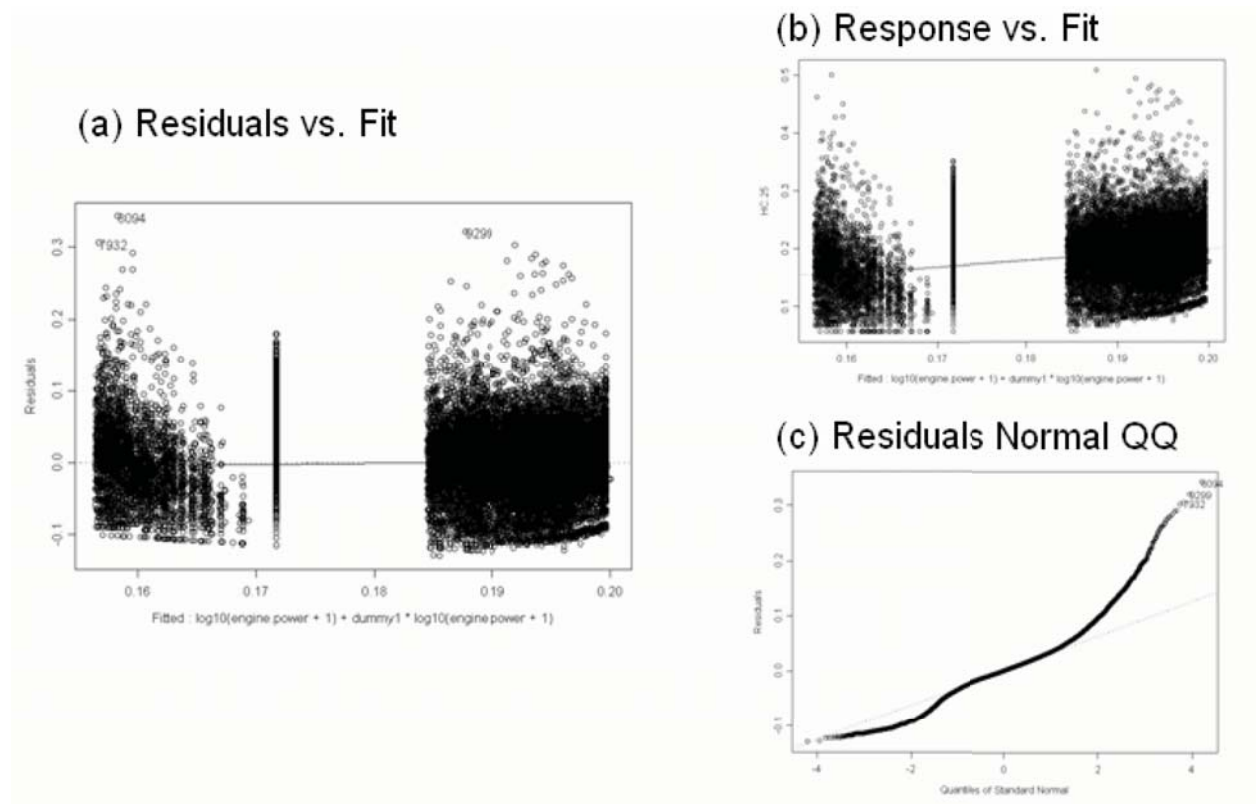 (a) Residuals vs. Fit
Residuals
0.3
0.2
0.1
0.0
-0.1
8094
7932
9299
0.16 0.17 0.18 0.19 0.20
Fitted : log10(engine.power + 1) + dummy1 * log10(engine.power + 1)
(b) Response vs. Fit
HC.25
0.5
0.4
0.3
0.2
0.1
0.16 0.17 0.18 0.19 0.20
Fitted : log10(engine.power + 1) + dummy1 * log10(engine.power + 1)
(c) Residuals Normal QQ
Residuals
0.3
0.2
0.1
0.0
-0.1
8094
9299
7932
-4 -2 0 2 4
Quantiles of Standard Normal